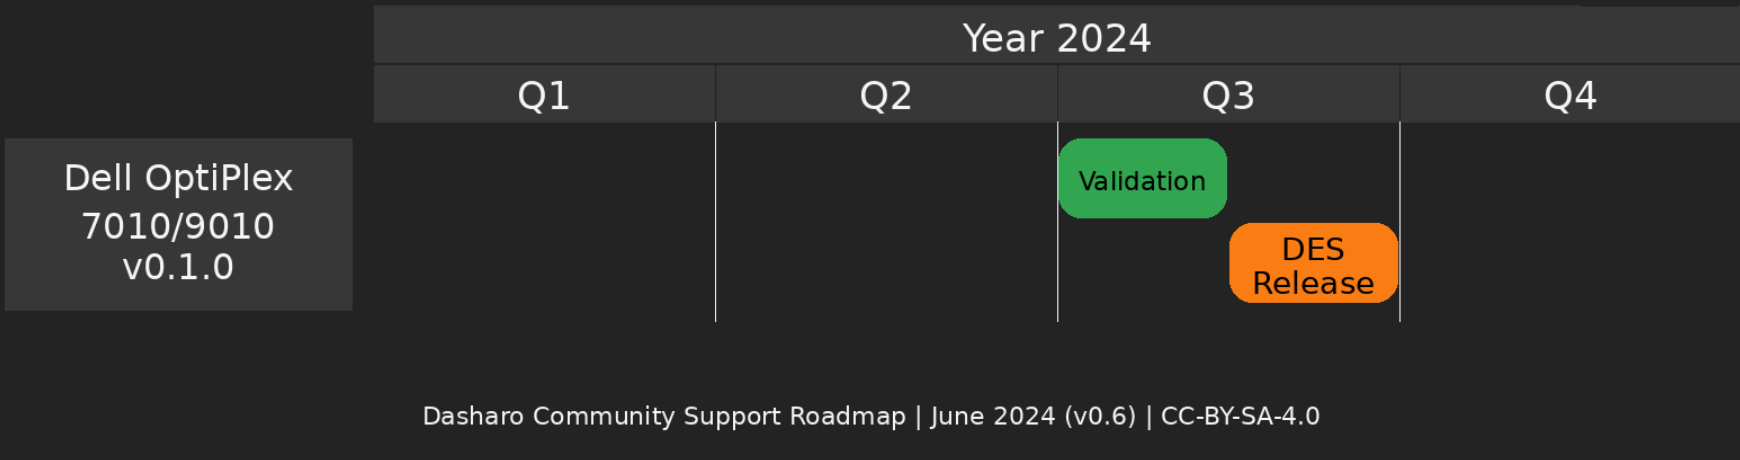 Year 2024
Q1 Q2 Q3 Q4
Dell OptiPlex
7010/9010
v0.1.0
Validation
DES
Release
Dasharo Community Support Roadmap | June 2024 (v0.6) | CC-BY-SA-4.0